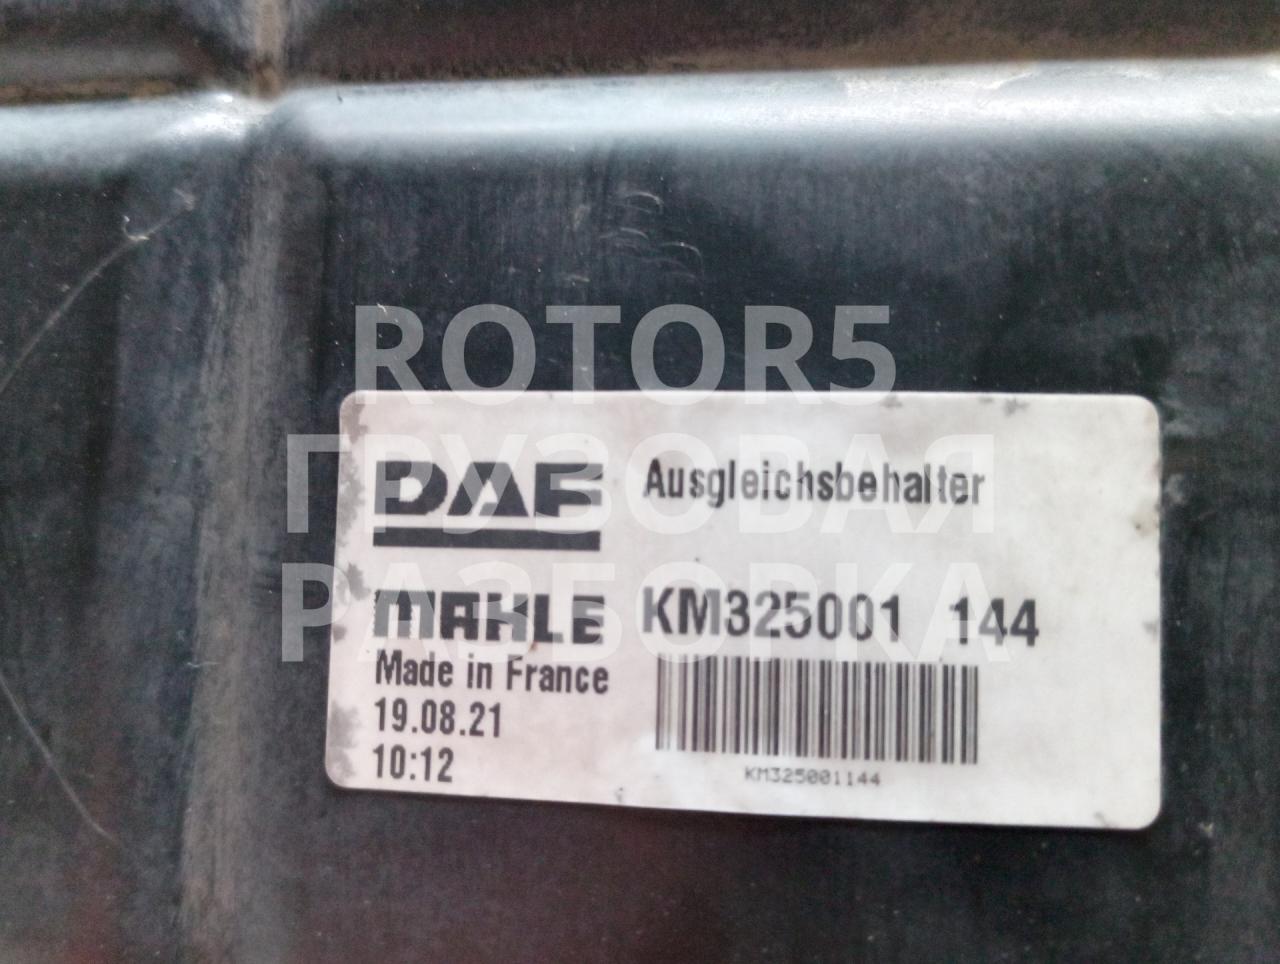 ROTOR5
ГРУЗОВАЯ
РАЗБОРКА
DAF
Ausgleichsbehalter
MAHLE
KM325001 144
Made in France
19.08.21
10:12
KM325001144